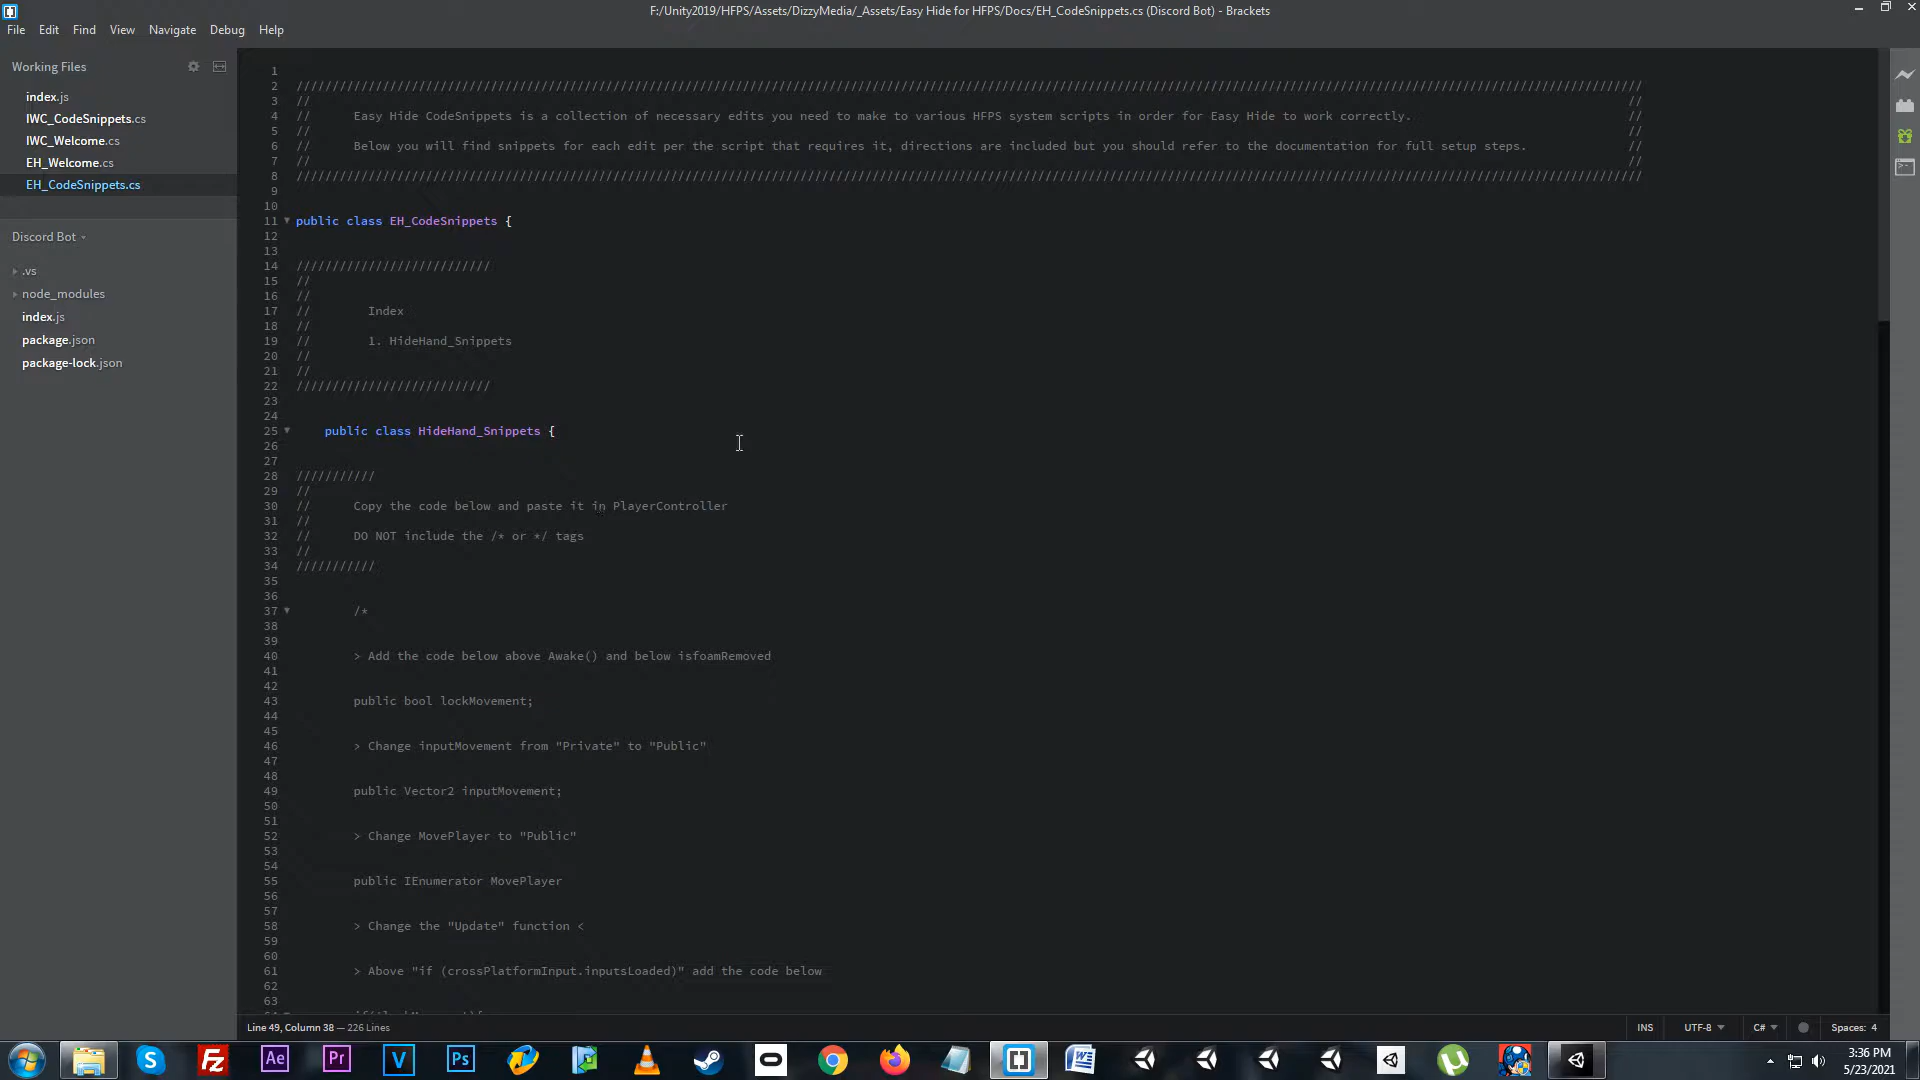 F:/Unity2019/HFPS/Assets/DizzyMedia/_Assets/Easy Hide for HFPS/Docs/EH_CodeSnippets.cs (Discord Bot) - Brackets
File Edit Find View Navigate Debug Help
Working Files
index.js
IWC_CodeSnippets.cs
IWC_Welcome.cs
EH_Welcome.cs
EH_CodeSnippets.cs
Discord Bot
.vs
node_modules
index.js
package.json
package-lock.json
1
2 ////////////////////////////////////////////////////////////////////////////////////////////////////////////////////////////////////////////////////////////////////////////////////////////
3 // //
4 // Easy Hide CodeSnippets is a collection of necessary edits you need to make to various HFPS system scripts in order for Easy Hide to work correctly. //
5 // //
6 // Below you will find snippets for each edit per the script that requires it, directions are included but you should refer to the documentation for full setup steps. //
7 // //
8 ////////////////////////////////////////////////////////////////////////////////////////////////////////////////////////////////////////////////////////////////////////////////////////////
9
10
11 public class EH_CodeSnippets {
12
13
14 ///////////////////////////
15 //
16 //
17 // Index
18 //
19 // 1. HideHand_Snippets
20 //
21 //
22 ///////////////////////////
23
24
25 public class HideHand_Snippets {
26
27
28 ///////////
29 //
30 // Copy the code below and paste it in PlayerController
31 //
32 // DO NOT include the /* or */ tags
33 //
34 ///////////
35
36
37 /*
38
39
40 > Add the code below above Awake() and below isfoamRemoved
41
42
43 public bool lockMovement;
44
45
46 > Change inputMovement from "Private" to "Public"
47
48
49 public Vector2 inputMovement;
50
51
52 > Change MovePlayer to "Public"
53
54
55 public IEnumerator MovePlayer
56
57
58 > Change the "Update" function <
59
60
61 > Above "if (crossPlatformInput.inputsLoaded)" add the code below
62
63
Line 49, Column 38 — 226 Lines
INS UTF-8 C# Spaces: 4
Ae Pr V Ps
3:36 PM
5/23/2021